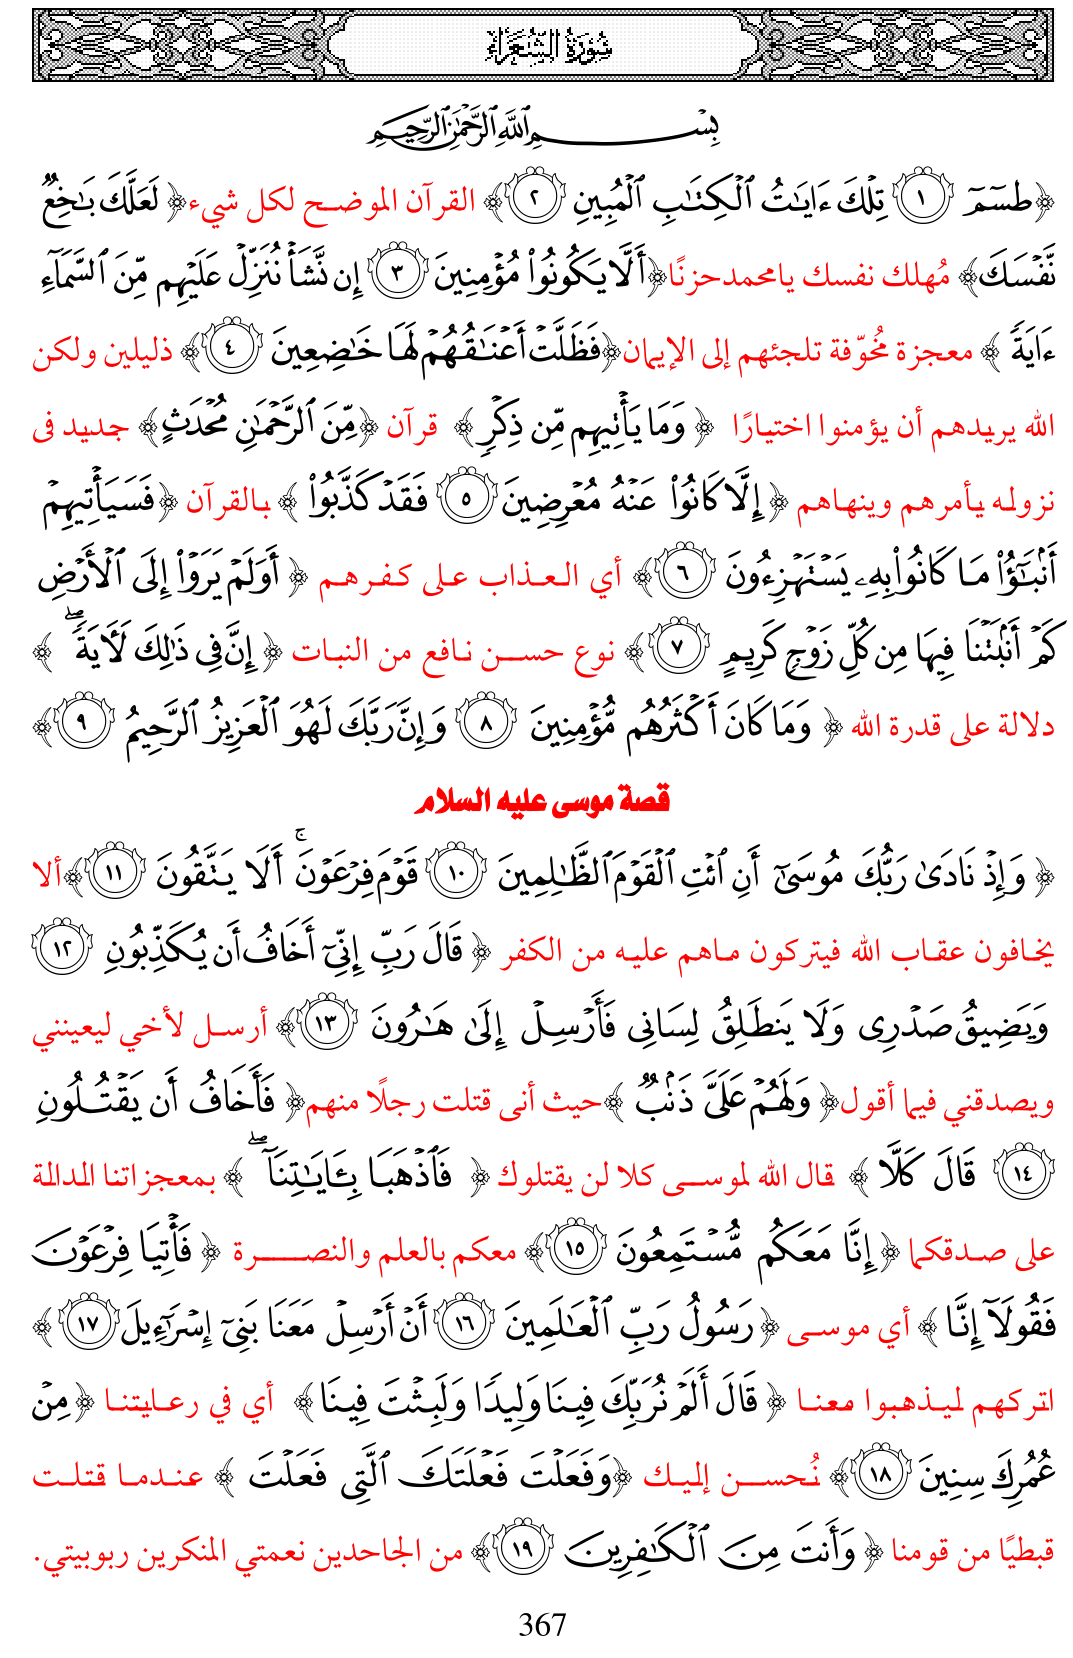 سُورَةُ الشُّعَرَاءِ
بِسْمِ ٱللَّهِ ٱلرَّحْمَٰنِ ٱلرَّحِيمِ
﴿طسٓمٓ ۝١ تِلْكَ ءَايَٰتُ ٱلْكِتَٰبِ ٱلْمُبِينِ ۝٢﴾ القرآن الموضح لكل شيء﴿ لَعَلَّكَ بَٰخِعٌ
نَّفْسَكَ﴾ مُهلك نفسك يامحمدحزنًا﴿أَلَّا يَكُونُوا۟ مُؤْمِنِينَ ۝٣ إِن نَّشَأْ نُنَزِّلْ عَلَيْهِم مِّنَ ٱلسَّمَآءِ
ءَايَةً ﴾ معجزة مُخوّفة تلجئهم إلى الإيمان﴿فَظَلَّتْ أَعْنَٰقُهُمْ لَهَا خَٰضِعِينَ ۝٤﴾ ذليلين ولكن
الله يريدهم أن يؤمنوا اختيارًا ﴿ وَمَا يَأْتِيهِم مِّن ذِكْرٍ ﴾ قرآن ﴿مِّنَ ٱلرَّحْمَٰنِ مُحْدَثٍ﴾ جديد فى
نزوله يأمرهم وينهاهم ﴿ إِلَّا كَانُوا۟ عَنْهُ مُعْرِضِينَ ۝٥ فَقَدْ كَذَّبُوا۟ ﴾ بالقرآن ﴿فَسَيَأْتِيهِمْ
أَنۢبَٰٓؤُا۟ مَا كَانُوا۟ بِهِۦ يَسْتَهْزِءُونَ ۝٦﴾ أي العذاب على كفرهم ﴿ أَوَلَمْ يَرَوْا۟ إِلَى ٱلْأَرْضِ
كَمْ أَنۢبَتْنَا فِيهَا مِن كُلِّ زَوْجٍ كَرِيمٍ ۝٧﴾ نوع حسن نافع من النبات ﴿ إِنَّ فِى ذَٰلِكَ لَءَايَةً ۖ ﴾
دلالة على قدرة الله ﴿ وَمَا كَانَ أَكْثَرُهُم مُّؤْمِنِينَ ۝٨ وَإِنَّ رَبَّكَ لَهُوَ ٱلْعَزِيزُ ٱلرَّحِيمُ ۝٩﴾
قصة موسى عليه السلام
﴿ وَإِذْ نَادَىٰ رَبُّكَ مُوسَىٰٓ أَنِ ٱئْتِ ٱلْقَوْمَ ٱلظَّٰلِمِينَ ۝١٠ قَوْمَ فِرْعَوْنَ ۚ أَلَا يَتَّقُونَ ۝١١﴾ألا
يخافون عقاب الله فيتركون ماهم عليه من الكفر ﴿ قَالَ رَبِّ إِنِّىٓ أَخَافُ أَن يُكَذِّبُونِ ۝١٢
وَيَضِيقُ صَدْرِى وَلَا يَنطَلِقُ لِسَانِى فَأَرْسِلْ إِلَىٰ هَٰرُونَ ۝١٣﴾ أرسل لأخي ليعينني
ويصدقني فيما أقول﴿ وَلَهُمْ عَلَىَّ ذَنۢبٌ ﴾حيث أنى قتلت رجلًا منهم﴿ فَأَخَافُ أَن يَقْتُلُونِ
۝١٤ قَالَ كَلَّا ﴾ قال الله لموسى كلا لن يقتلوك ﴿ فَٱذْهَبَا بِـَٔايَٰتِنَآ ۖ ﴾ بمعجزاتنا الدالة
على صدقكما ﴿ إِنَّا مَعَكُم مُّسْتَمِعُونَ ۝١٥﴾ معكم بالعلم والنصرة ﴿ فَأْتِيَا فِرْعَوْنَ
فَقُولَآ إِنَّا ﴾ أي موسى ﴿ رَسُولُ رَبِّ ٱلْعَٰلَمِينَ ۝١٦ أَنْ أَرْسِلْ مَعَنَا بَنِىٓ إِسْرَٰٓءِيلَ ۝١٧ ﴾
اتركهم ليذهبوا معنا ﴿ قَالَ أَلَمْ نُرَبِّكَ فِينَا وَلِيدًا وَلَبِثْتَ فِينَا ﴾ أي في رعايتنا ﴿ مِنْ
عُمُرِكَ سِنِينَ ۝١٨﴾ نُحسن إليك ﴿وَفَعَلْتَ فَعْلَتَكَ ٱلَّتِى فَعَلْتَ ﴾ عندما قتلت
قبطيًا من قومنا ﴿ وَأَنتَ مِنَ ٱلْكَٰفِرِينَ ۝١٩﴾ من الجاحدين نعمتي المنكرين ربوبيتي.
367